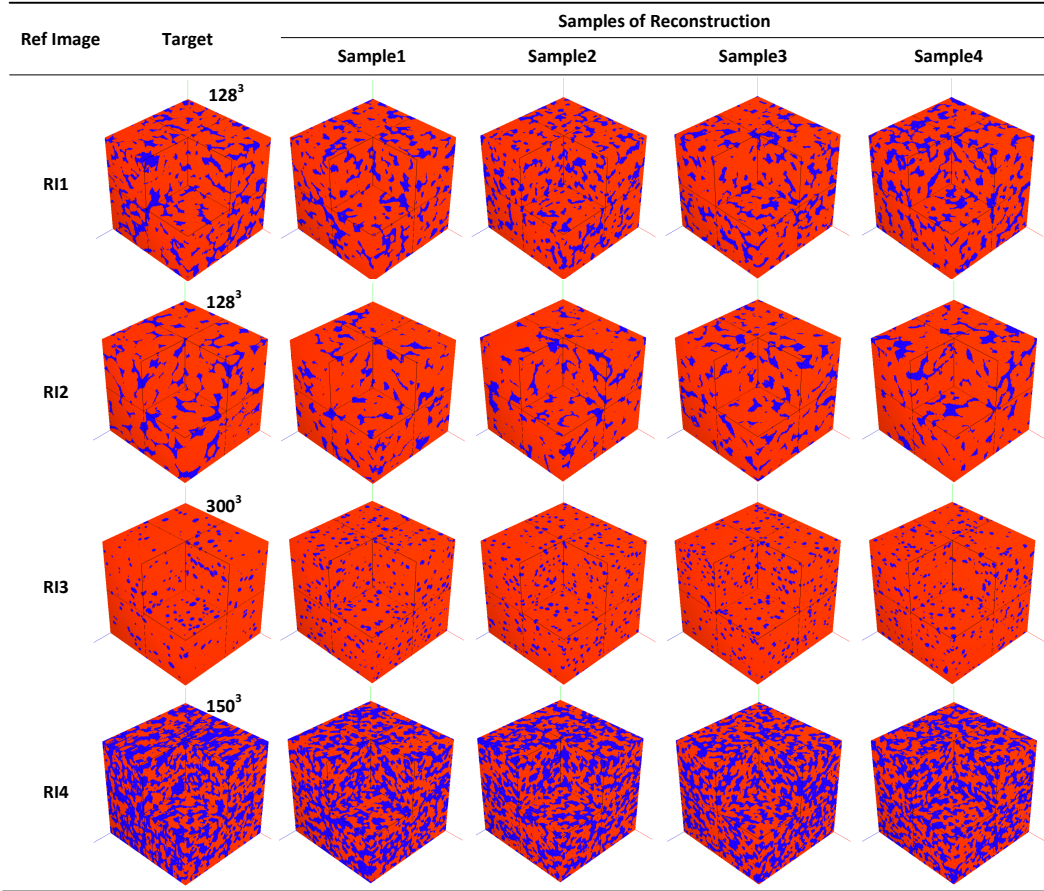 Samples of Reconstruction
Ref Image Target
Sample1 Sample2 Sample3 Sample4
128³
RI1
128³
RI2
300³
RI3
150³
RI4